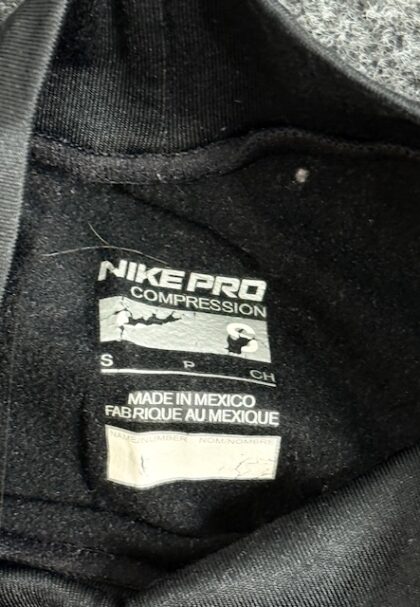 NIKE PRO
COMPRESSION
S
S P CH
MADE IN MEXICO
FABRIQUE AU MEXIQUE
NAME/NUMBER NOM/NOMBRE